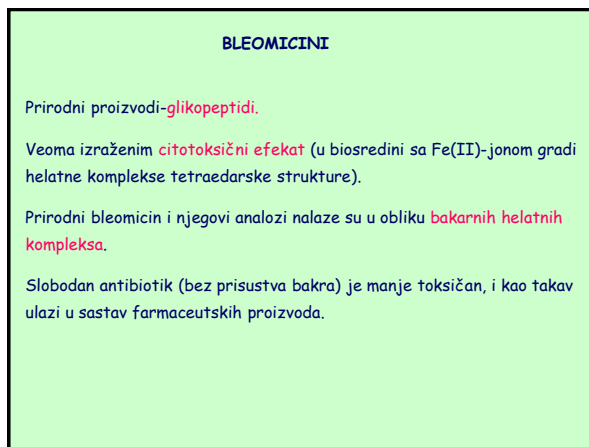 BLEOMICINI
Prirodni proizvodi-glikopeptidi.
Veoma izraženim citotoksični efekat (u biosredini sa Fe(II)-jonom gradi
helatne komplekse tetraedarske strukture).
Prirodni bleomicin i njegovi analozi nalaze su u obliku bakarnih helatnih
kompleksa.
Slobodan antibiotik (bez prisustva bakra) je manje toksičan, i kao takav
ulazi u sastav farmaceutskih proizvoda.